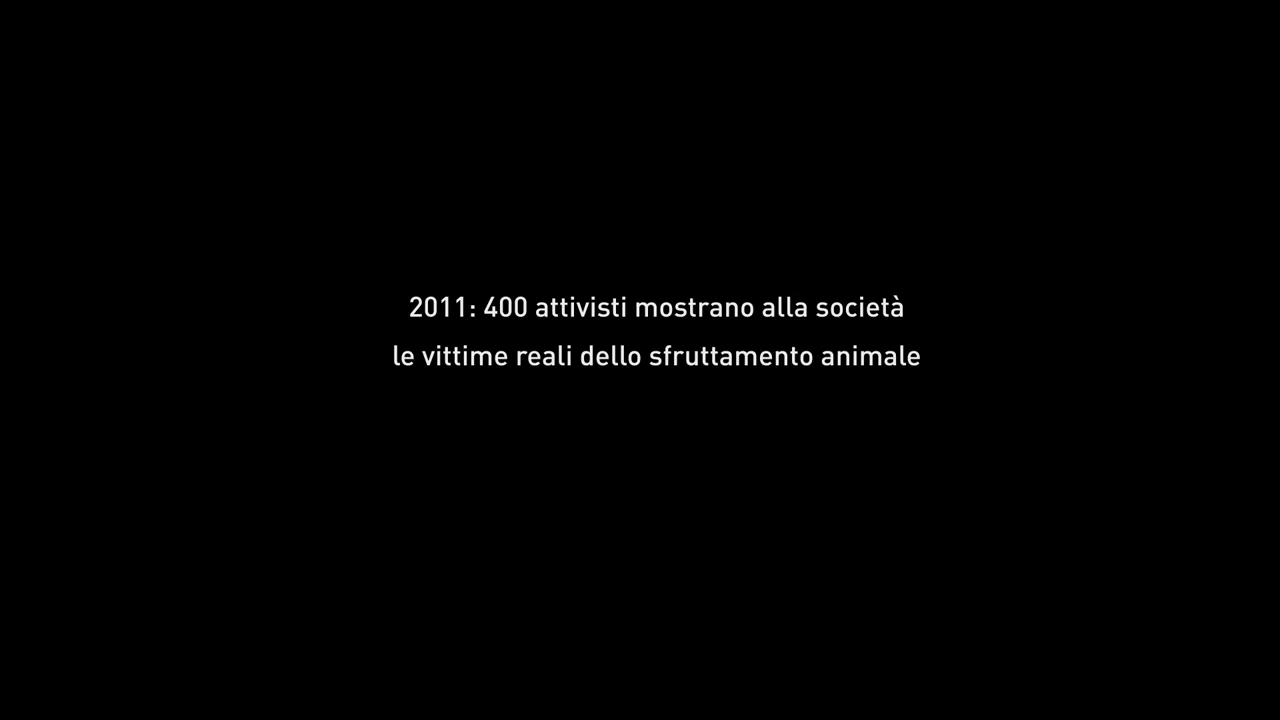 2011: 400 attivisti mostrano alla società
le vittime reali dello sfruttamento animale